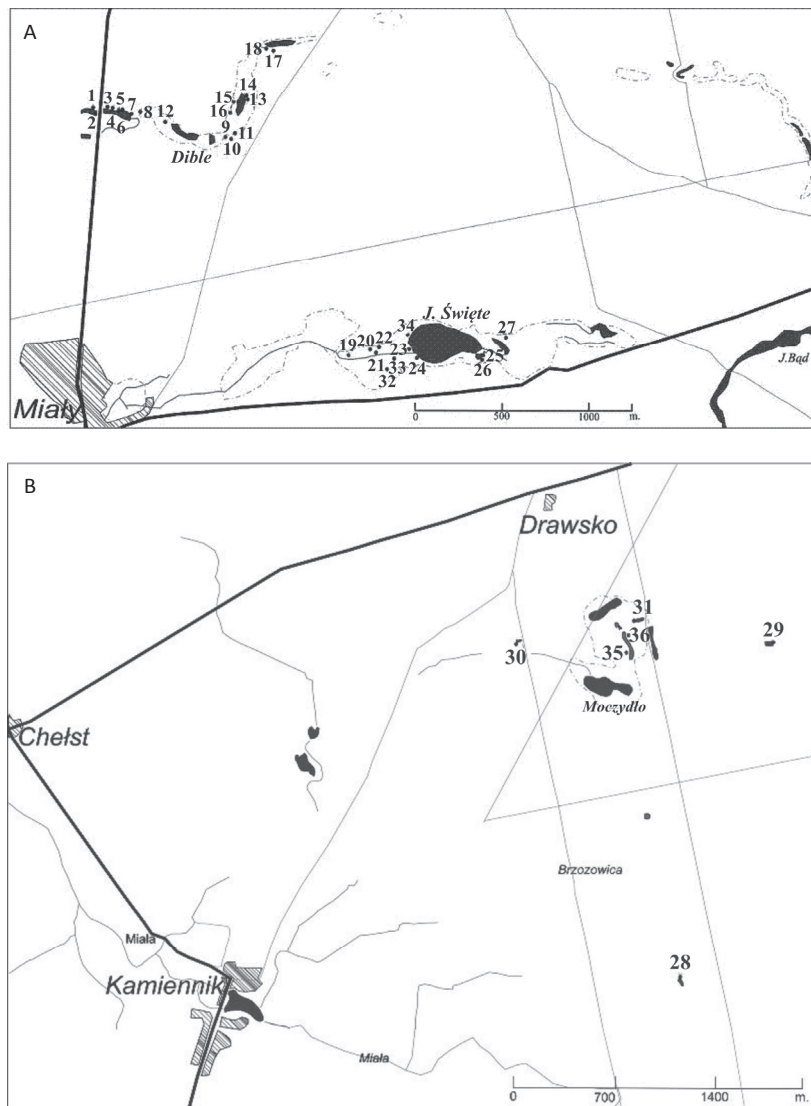 A
18
17
1 3 5 7 8 12
15 14
16 13
2 4 6
9 11
10
Dible
34 J. Święte
27
19 20 22
23 25
21 33 24 26
32
J.Bąd
Miały
0 500 1000 m.
B
Drawsko
31
36 29
30 35
Moczydło
Chełst
Brzozowica
Miała
Kamiennik
28
Miała
0 700 1400 m.